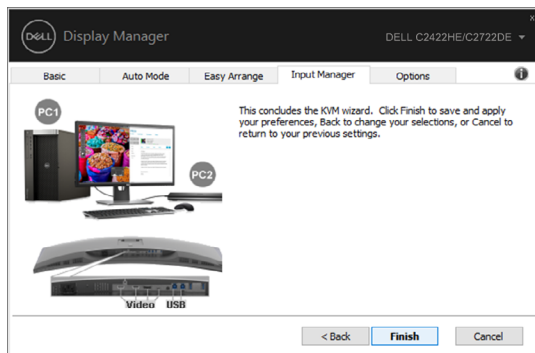 DELL
Display Manager
DELL C2422HE/C2722DE
x
Basic
Auto Mode
Easy Arrange
Input Manager
Options
i
PC1
This concludes the KVM wizard. Click Finish to save and apply
your preferences, Back to change your selections, or Cancel to
return to your previous settings.
PC2
Video USB
< Back
Finish
Cancel